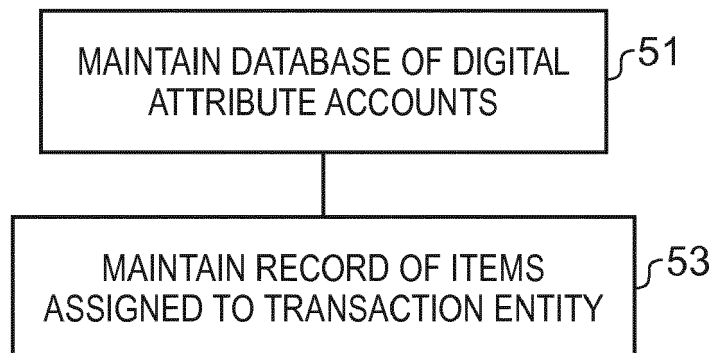 MAINTAIN DATABASE OF DIGITAL
ATTRIBUTE ACCOUNTS
51
MAINTAIN RECORD OF ITEMS
ASSIGNED TO TRANSACTION ENTITY
53